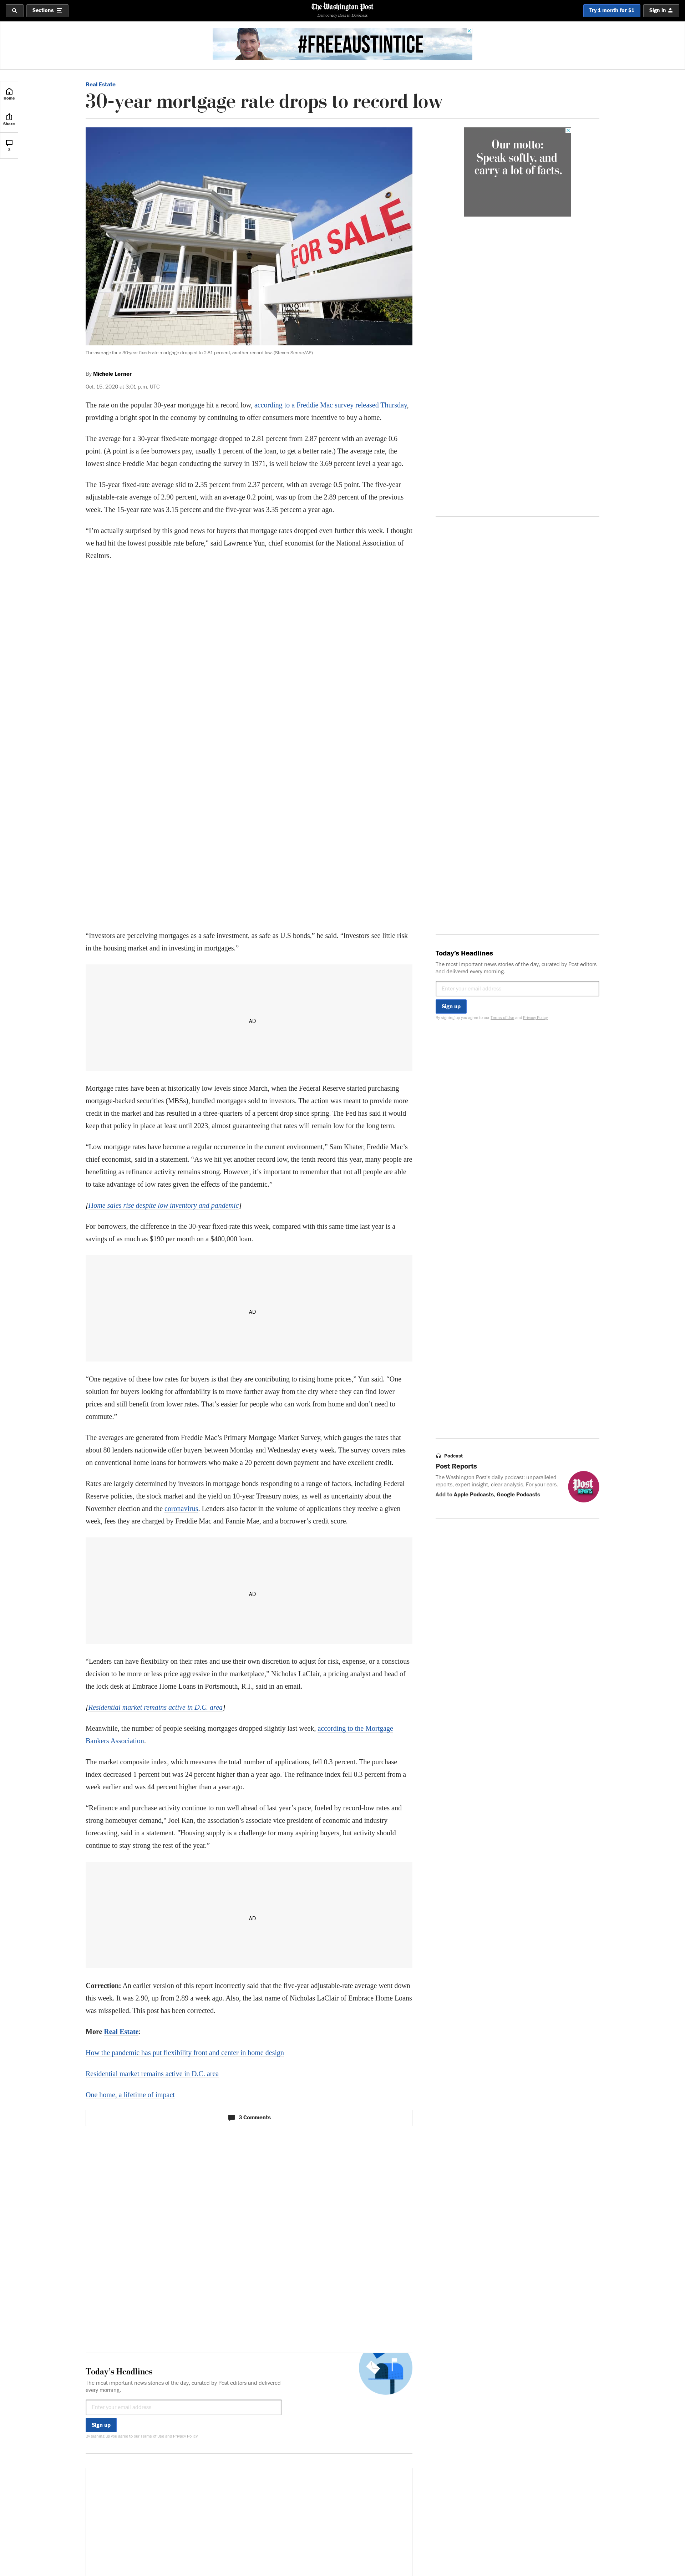 Sections
The Washington Post
Democracy Dies in Darkness
Try 1 month for $1
Sign in
#FREEAUSTINTICE
Home
Share
3
Real Estate
30-year mortgage rate drops to record low
FOR SALE
The average for a 30-year fixed-rate mortgage dropped to 2.81 percent, another record low. (Steven Senne/AP)
By Michele Lerner
Oct. 15, 2020 at 3:01 p.m. UTC
The rate on the popular 30-year mortgage hit a record low, according to a Freddie Mac survey released Thursday,
providing a bright spot in the economy by continuing to offer consumers more incentive to buy a home.
The average for a 30-year fixed-rate mortgage dropped to 2.81 percent from 2.87 percent with an average 0.6
point. (A point is a fee borrowers pay, usually 1 percent of the loan, to get a better rate.) The average rate, the
lowest since Freddie Mac began conducting the survey in 1971, is well below the 3.69 percent level a year ago.
The 15-year fixed-rate average slid to 2.35 percent from 2.37 percent, with an average 0.5 point. The five-year
adjustable-rate average of 2.90 percent, with an average 0.2 point, was up from the 2.89 percent of the previous
week. The 15-year rate was 3.15 percent and the five-year was 3.35 percent a year ago.
“I’m actually surprised by this good news for buyers that mortgage rates dropped even further this week. I thought
we had hit the lowest possible rate before," said Lawrence Yun, chief economist for the National Association of
Realtors.
“Investors are perceiving mortgages as a safe investment, as safe as U.S bonds,” he said. “Investors see little risk
in the housing market and in investing in mortgages.”
AD
Mortgage rates have been at historically low levels since March, when the Federal Reserve started purchasing
mortgage-backed securities (MBSs), bundled mortgages sold to investors. The action was meant to provide more
credit in the market and has resulted in a three-quarters of a percent drop since spring. The Fed has said it would
keep that policy in place at least until 2023, almost guaranteeing that rates will remain low for the long term.
“Low mortgage rates have become a regular occurrence in the current environment,” Sam Khater, Freddie Mac’s
chief economist, said in a statement. “As we hit yet another record low, the tenth record this year, many people are
benefitting as refinance activity remains strong. However, it’s important to remember that not all people are able
to take advantage of low rates given the effects of the pandemic.”
[Home sales rise despite low inventory and pandemic]
For borrowers, the difference in the 30-year fixed-rate this week, compared with this same time last year is a
savings of as much as $190 per month on a $400,000 loan.
AD
“One negative of these low rates for buyers is that they are contributing to rising home prices,” Yun said. “One
solution for buyers looking for affordability is to move farther away from the city where they can find lower
prices and still benefit from lower rates. That’s easier for people who can work from home and don’t need to
commute.”
The averages are generated from Freddie Mac’s Primary Mortgage Market Survey, which gauges the rates that
about 80 lenders nationwide offer buyers between Monday and Wednesday every week. The survey covers rates
on conventional home loans for borrowers who make a 20 percent down payment and have excellent credit.
Rates are largely determined by investors in mortgage bonds responding to a range of factors, including Federal
Reserve policies, the stock market and the yield on 10-year Treasury notes, as well as uncertainty about the
November election and the coronavirus. Lenders also factor in the volume of applications they receive a given
week, fees they are charged by Freddie Mac and Fannie Mae, and a borrower’s credit score.
AD
“Lenders can have flexibility on their rates and use their own discretion to adjust for risk, expense, or a conscious
decision to be more or less price aggressive in the marketplace,” Nicholas LaClair, a pricing analyst and head of
the lock desk at Embrace Home Loans in Portsmouth, R.I., said in an email.
[Residential market remains active in D.C. area]
Meanwhile, the number of people seeking mortgages dropped slightly last week, according to the Mortgage
Bankers Association.
The market composite index, which measures the total number of applications, fell 0.3 percent. The purchase
index decreased 1 percent but was 24 percent higher than a year ago. The refinance index fell 0.3 percent from a
week earlier and was 44 percent higher than a year ago.
“Refinance and purchase activity continue to run well ahead of last year’s pace, fueled by record-low rates and
strong homebuyer demand," Joel Kan, the association’s associate vice president of economic and industry
forecasting, said in a statement. "Housing supply is a challenge for many aspiring buyers, but activity should
continue to stay strong the rest of the year.”
AD
Correction: An earlier version of this report incorrectly said that the five-year adjustable-rate average went down
this week. It was 2.90, up from 2.89 a week ago. Also, the last name of Nicholas LaClair of Embrace Home Loans
was misspelled. This post has been corrected.
More Real Estate:
How the pandemic has put flexibility front and center in home design
Residential market remains active in D.C. area
One home, a lifetime of impact
3 Comments
Today’s Headlines
The most important news stories of the day, curated by Post editors and delivered
every morning.
Enter your email address
Sign up
By signing up you agree to our Terms of Use and Privacy Policy
Our motto:
Speak softly, and
carry a lot of facts.
Today’s Headlines
The most important news stories of the day, curated by Post editors
and delivered every morning.
Enter your email address
Sign up
By signing up you agree to our Terms of Use and Privacy Policy
Podcast
Post Reports
The Washington Post’s daily podcast: unparalleled
reports, expert insight, clear analysis. For your ears.
Add to Apple Podcasts, Google Podcasts
Post
REPORTS